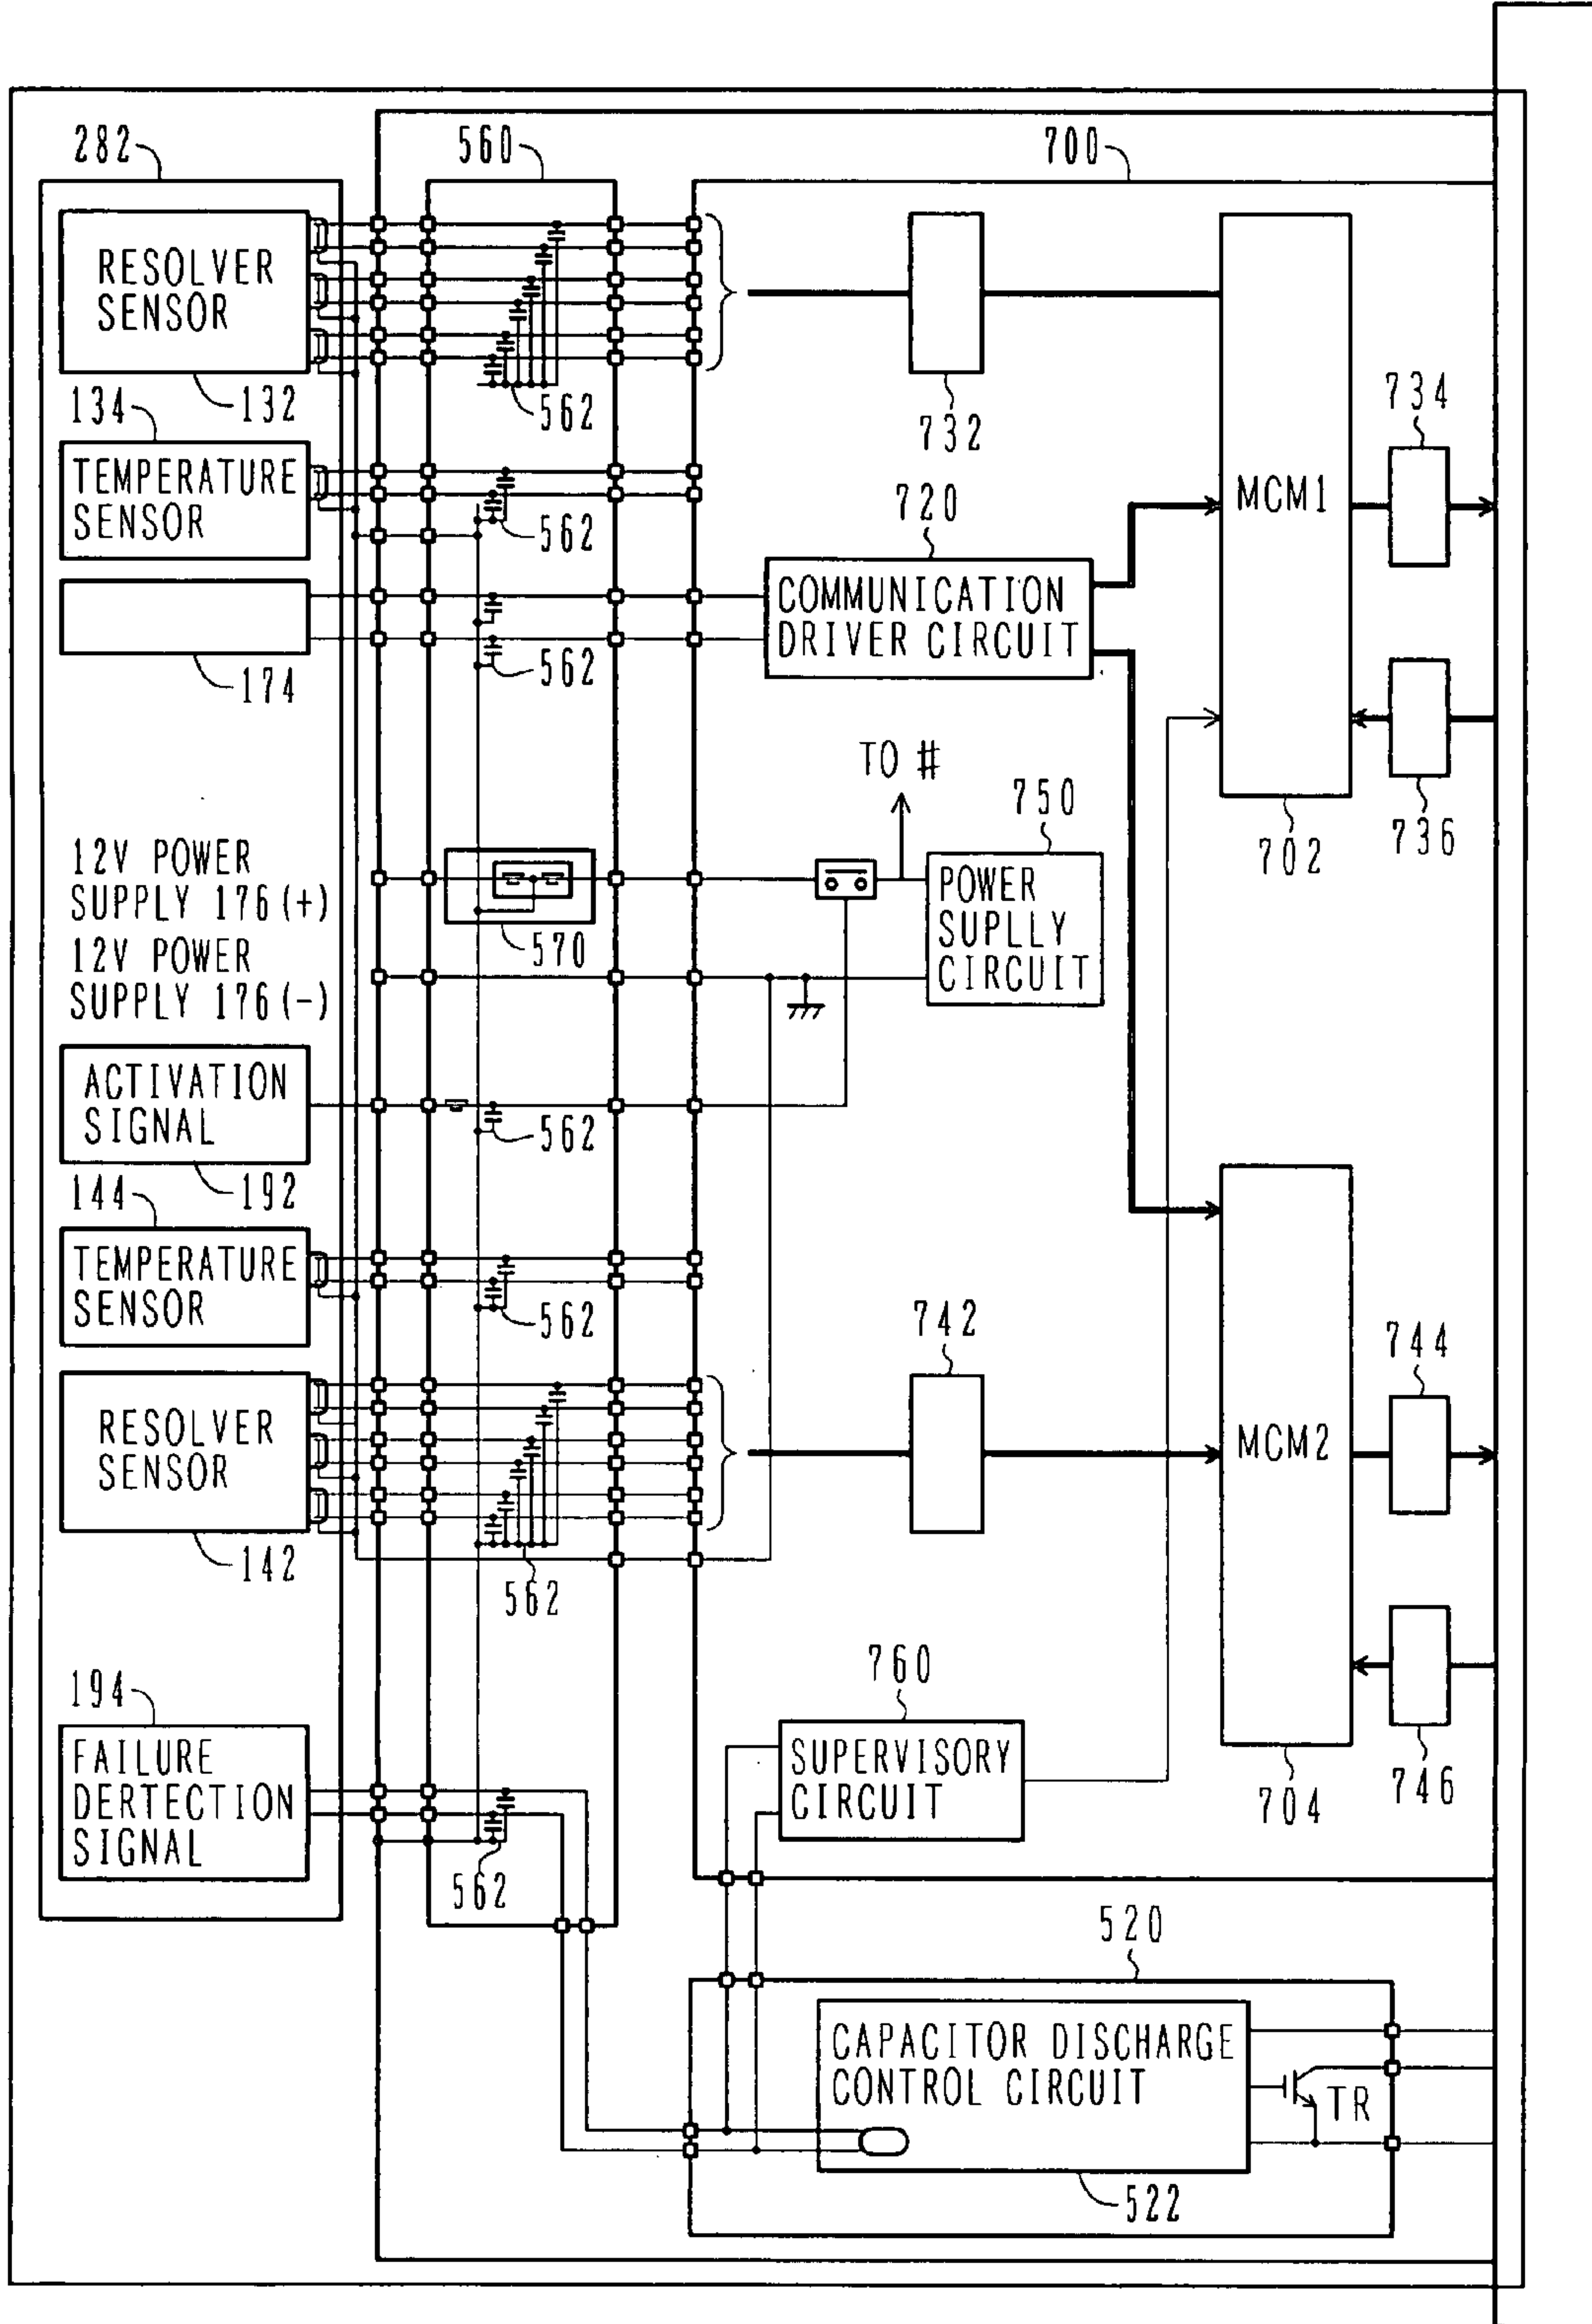 282
560
700
RESOLVER
SENSOR
132
562
732
734
134
TEMPERATURE
SENSOR
562
720
MCM1
COMMUNICATION
DRIVER CIRCUIT
174
562
TO #
750
702
736
12V POWER
SUPPLY 176(+)
12V POWER
SUPPLY 176(-)
570
POWER
SUPLLY
CIRCUIT
ACTIVATION
SIGNAL
562
192
144
TEMPERATURE
SENSOR
562
742
744
RESOLVER
SENSOR
MCM2
142
562
194
760
FAILURE
DERTECTION
SIGNAL
SUPERVISORY
CIRCUIT
704
746
562
520
CAPACITOR DISCHARGE
CONTROL CIRCUIT
TR
522